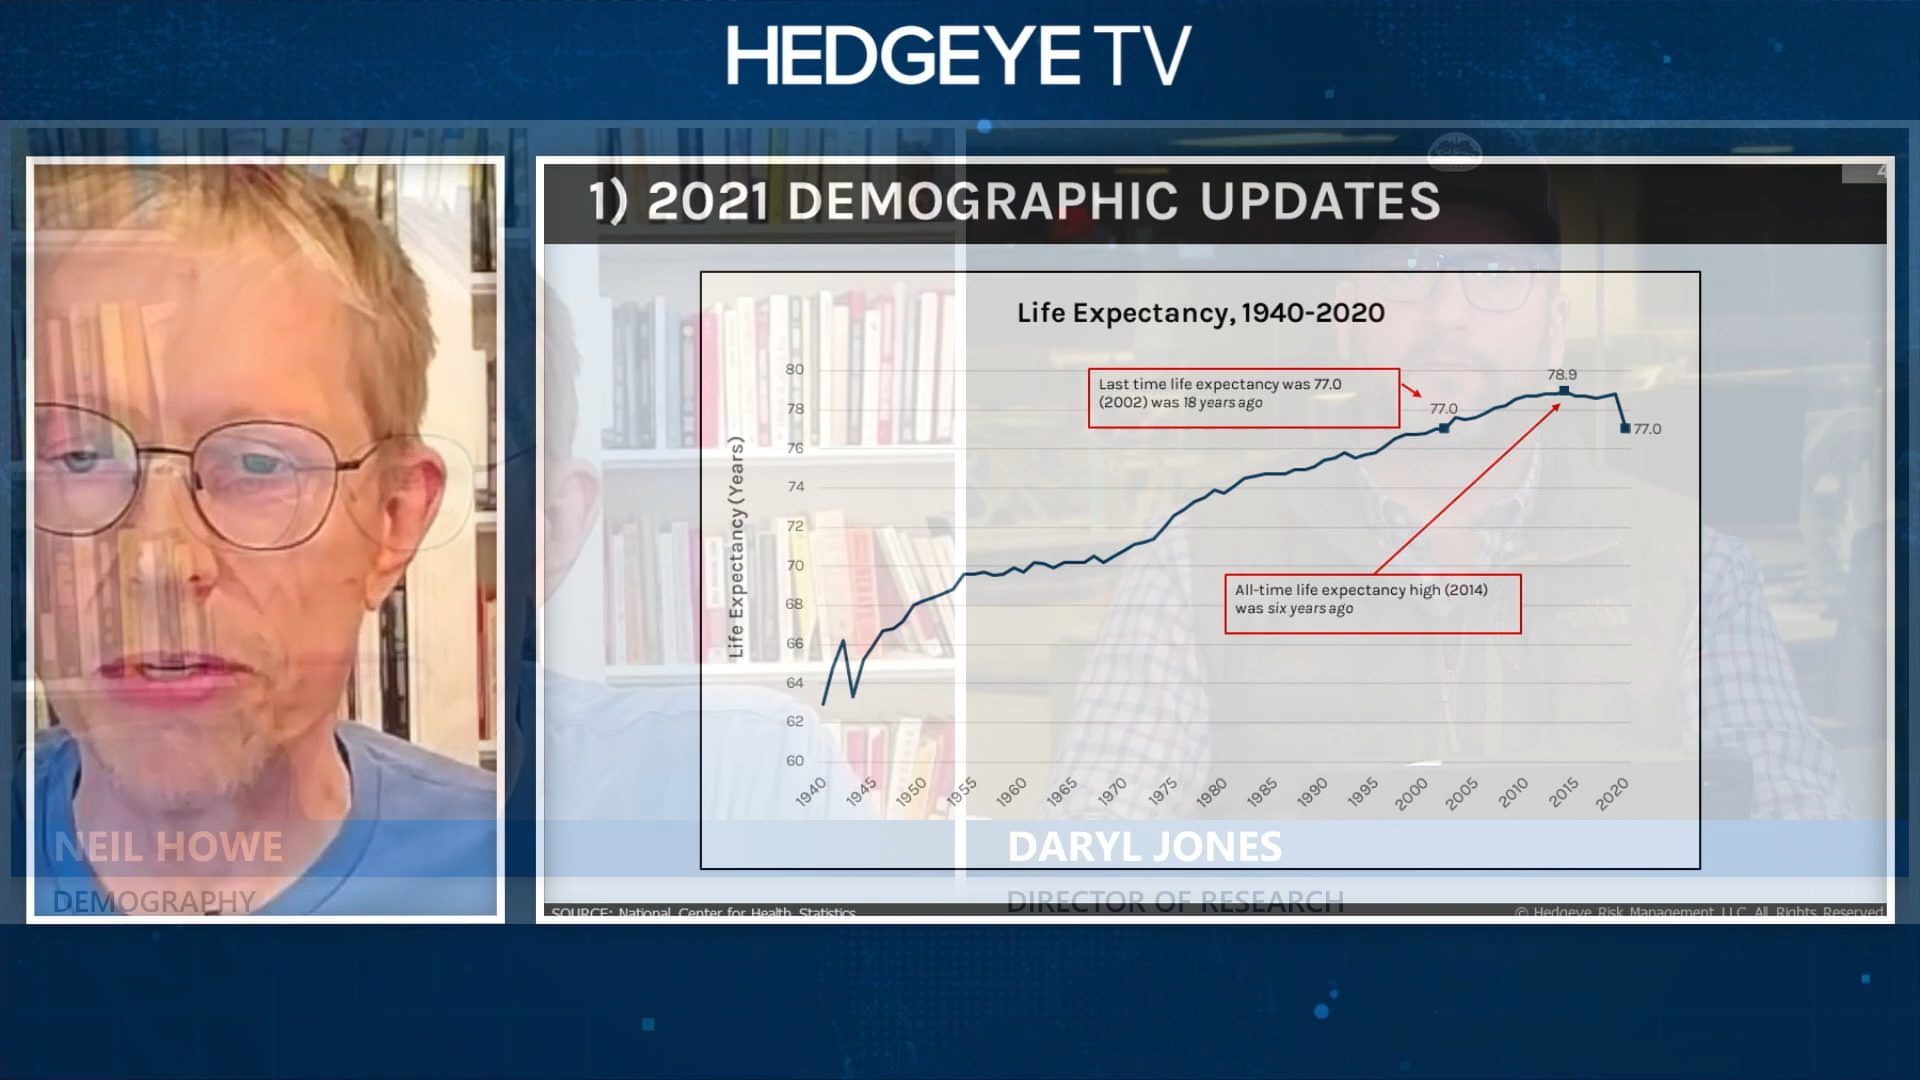 HEDGEYE TV
1) 2021 DEMOGRAPHIC UPDATES
4
Life Expectancy, 1940-2020
Life Expectancy (Years)
80
78
76
74
72
70
68
66
64
62
60
Last time life expectancy was 77.0
(2002) was 18 years ago
77.0
78.9
77.0
All-time life expectancy high (2014)
was six years ago
1940
1945
1950
1955
1960
1965
1970
1975
1980
1985
1990
1995
2000
2005
2010
2015
2020
NEIL HOWE
DEMOGRAPHY
DARYL JONES
DIRECTOR OF RESEARCH
SOURCE: National Center for Health Statistics
© Hedgeye Risk Management, LLC. All Rights Reserved